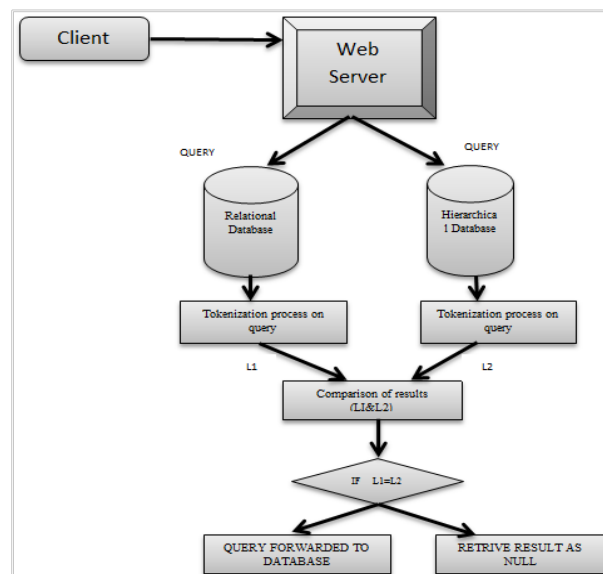 Client
Web
Server
QUERY
QUERY
Relational
Database
Hierarchica
l Database
Tokenization process on
query
Tokenization process on
query
L1
L2
Comparison of results
(LI&L2)
IF L1=L2
QUERY FORWARDED TO
DATABASE
RETRIVE RESULT AS
NULL